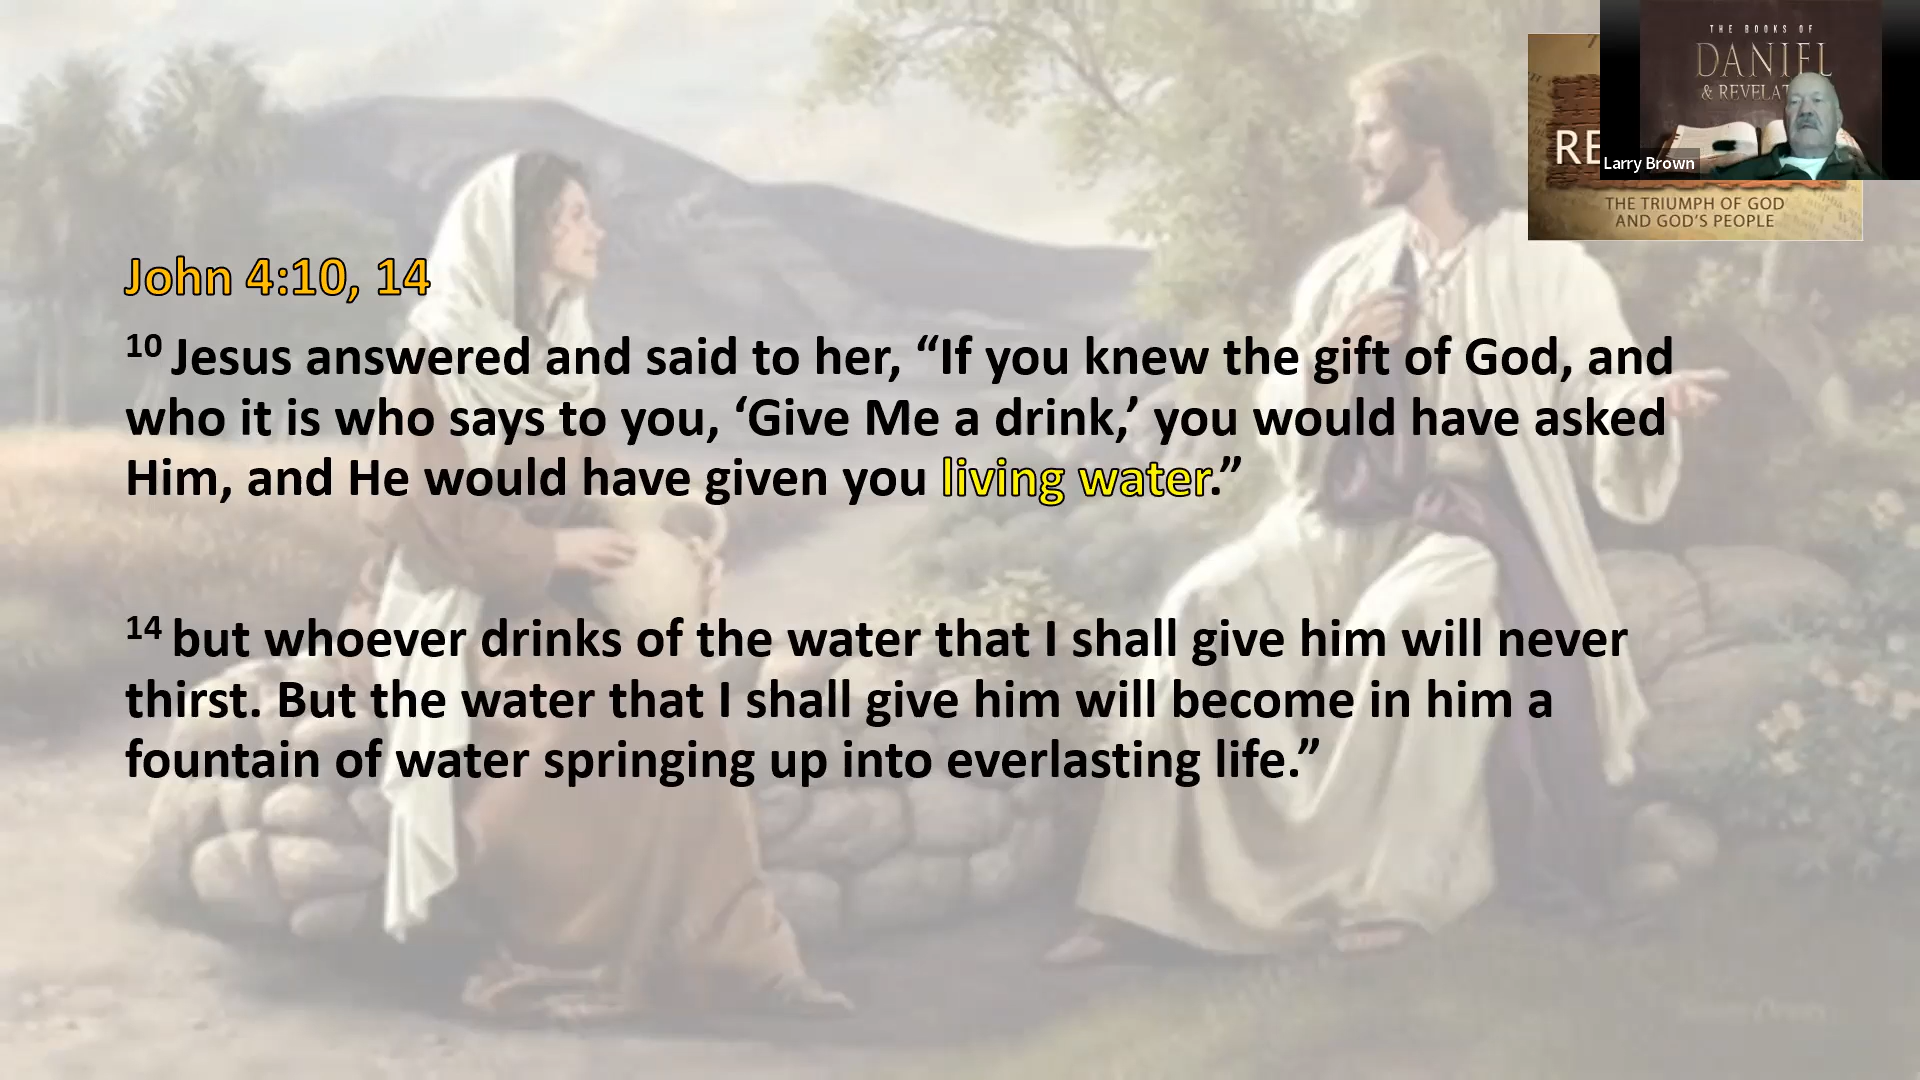 THE BOOKS OF
DANIEL
& REVELAT
RE
Larry Brown
THE TRIUMPH OF GOD
AND GOD'S PEOPLE
John 4:10, 14
10 Jesus answered and said to her, “If you knew the gift of God, and
who it is who says to you, ‘Give Me a drink,’ you would have asked
Him, and He would have given you living water.”
14 but whoever drinks of the water that I shall give him will never
thirst. But the water that I shall give him will become in him a
fountain of water springing up into everlasting life.”